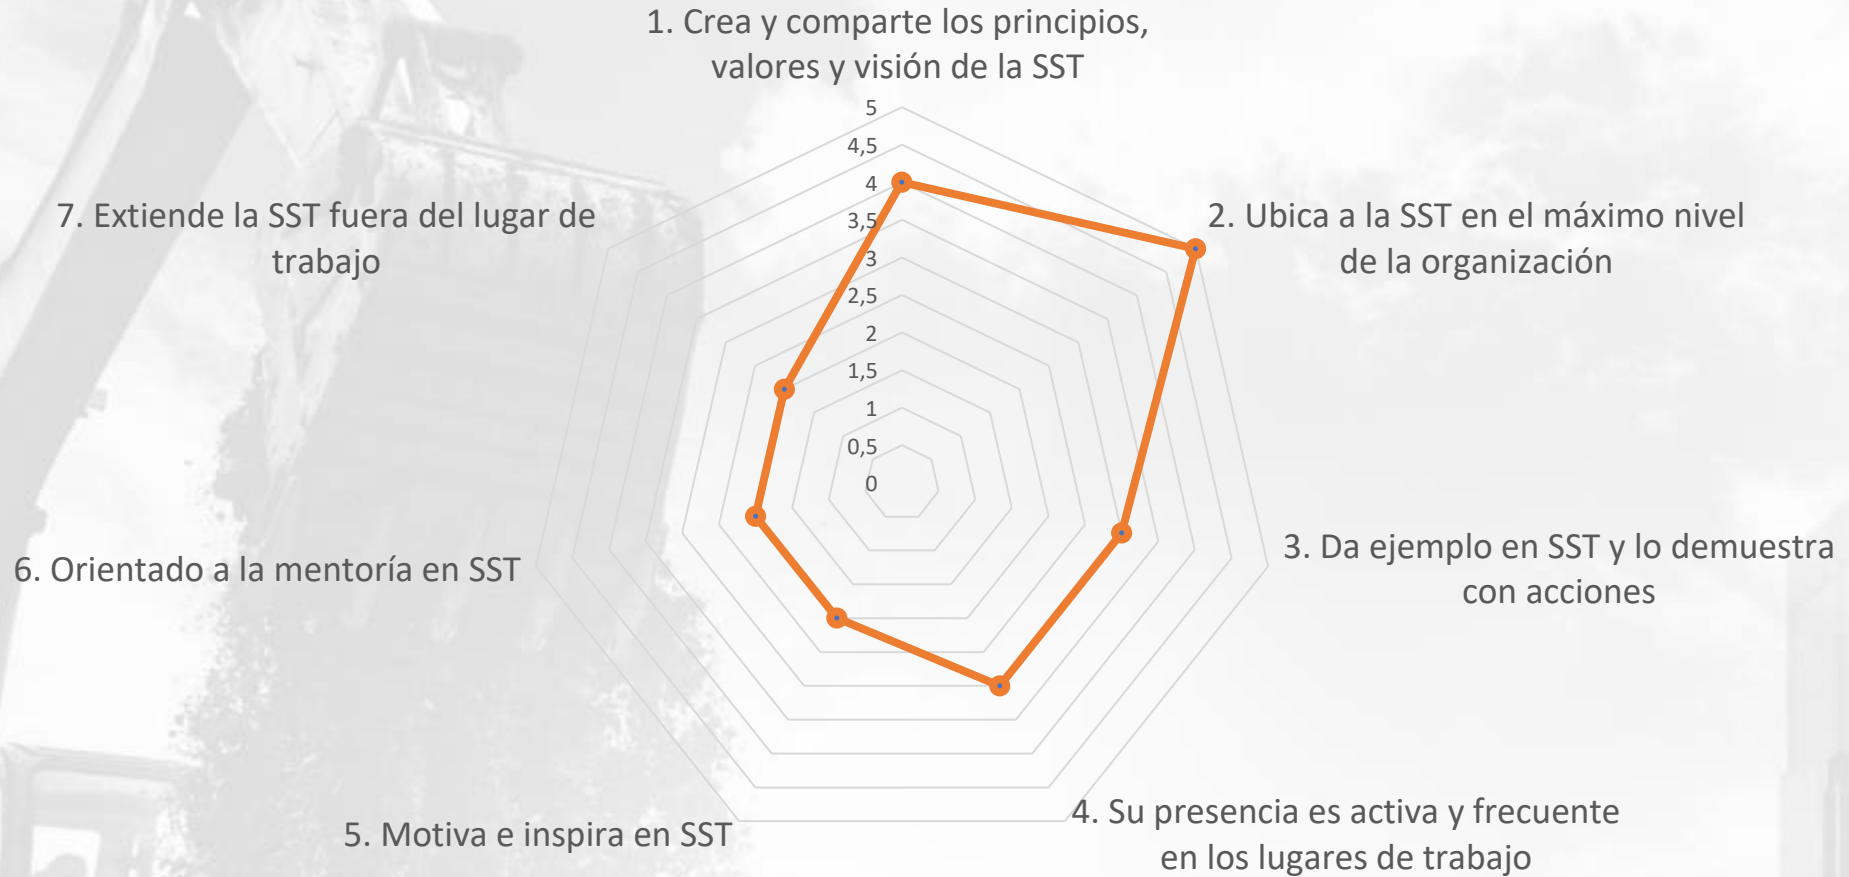 1. Crea y comparte los principios,
valores y visión de la SST
5
4,5
4
3,5
3
2,5
2
1,5
1
0,5
0
2. Ubica a la SST en el máximo nivel
de la organización
3. Da ejemplo en SST y lo demuestra
con acciones
4. Su presencia es activa y frecuente
en los lugares de trabajo
5. Motiva e inspira en SST
6. Orientado a la mentoría en SST
7. Extiende la SST fuera del lugar de
trabajo